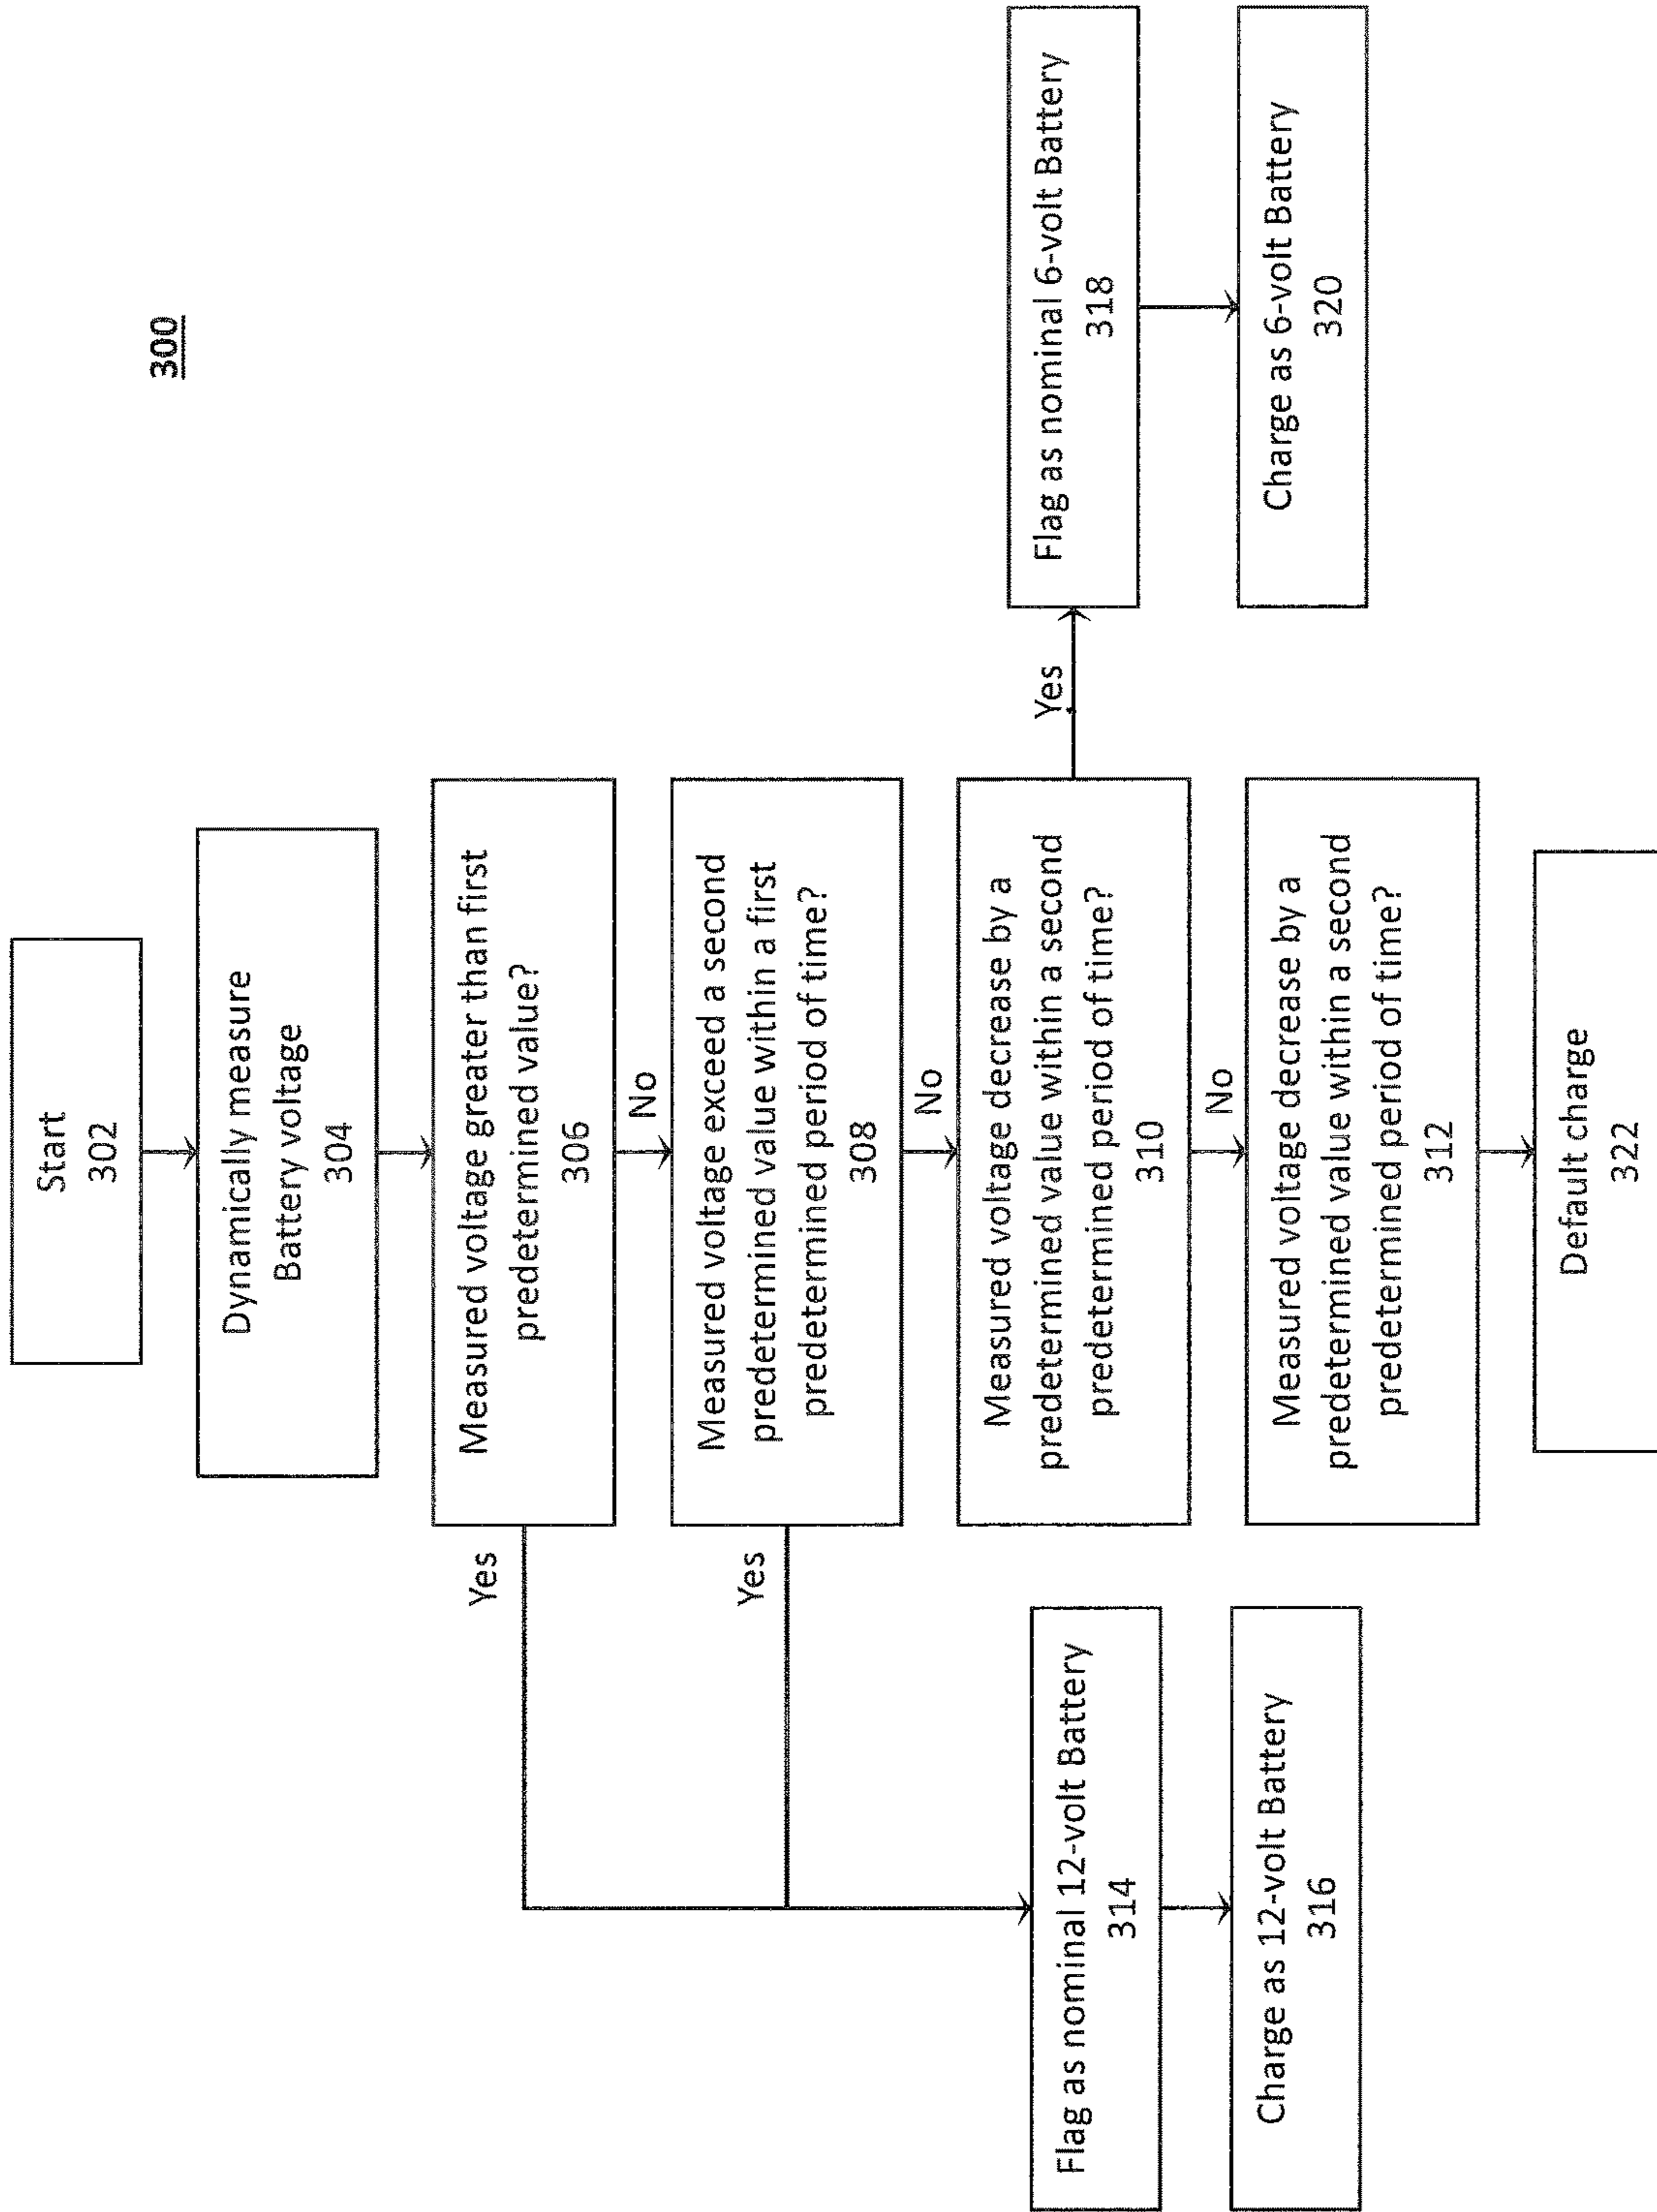 300
Start
302
Dynamically measure
Battery voltage
304
Measured voltage greater than first
predetermined value?
306
Yes
No
Measured voltage exceed a second
predetermined value within a first
predetermined period of time?
308
Yes
No
Measured voltage decrease by a
predetermined value within a second
predetermined period of time?
310
Yes
No
Measured voltage decrease by a
predetermined value within a second
predetermined period of time?
312
Default charge
322
Flag as nominal 12-volt Battery
314
Charge as 12-volt Battery
316
Flag as nominal 6-volt Battery
318
Charge as 6-volt Battery
320